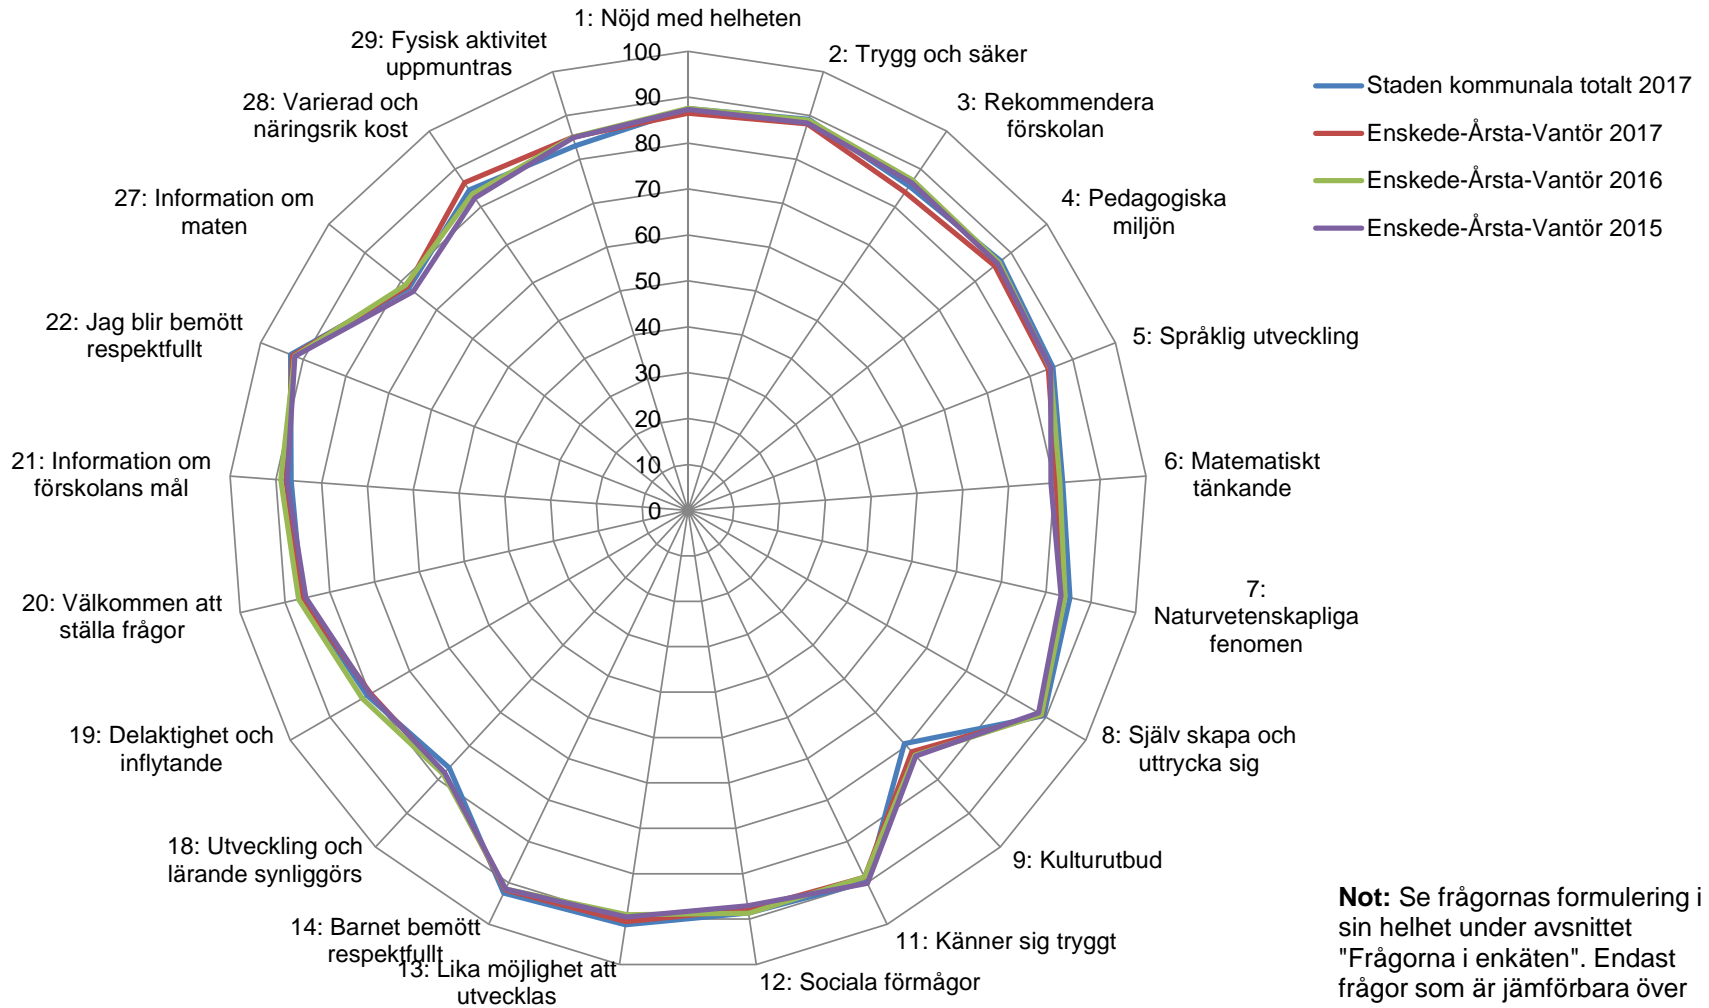 1: Nöjd med helheten
2: Trygg och säker
3: Rekommendera
förskolan
4: Pedagogiska
miljön
5: Språklig utveckling
6: Matematiskt
tänkande
7:
Naturvetenskapliga
fenomen
8: Själv skapa och
uttrycka sig
9: Kulturutbud
11: Känner sig tryggt
12: Sociala förmågor
13: Lika möjlighet att
utvecklas
14: Barnet bemött
respektfullt
18: Utveckling och
lärande synliggörs
19: Delaktighet och
inflytande
20: Välkommen att
ställa frågor
21: Information om
förskolans mål
22: Jag blir bemött
respektfullt
27: Information om
maten
28: Varierad och
näringsrik kost
29: Fysisk aktivitet
uppmuntras
100
90
80
70
60
50
40
30
20
10
0
Staden kommunala totalt 2017
Enskede-Årsta-Vantör 2017
Enskede-Årsta-Vantör 2016
Enskede-Årsta-Vantör 2015
Not: Se frågornas formulering i
sin helhet under avsnittet
"Frågorna i enkäten". Endast
frågor som är jämförbara över